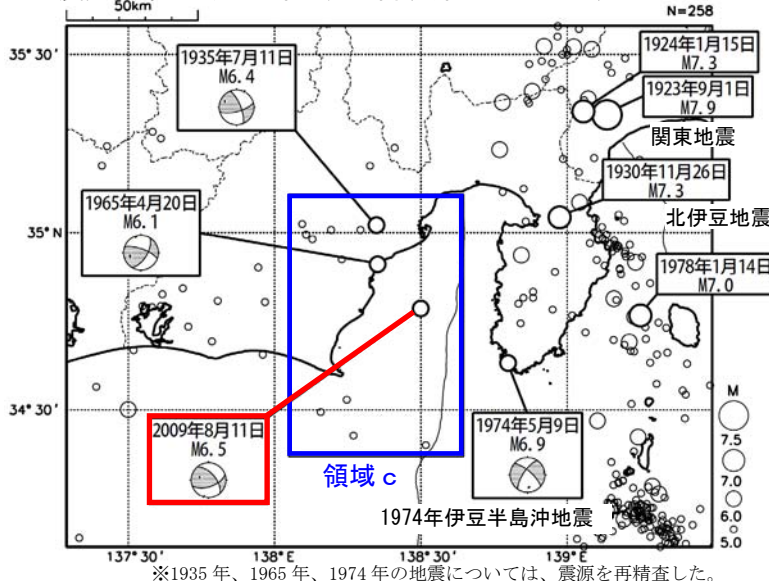 50km
N=258
35°30′
35°N
34°30′
137°30′
138°E
138°30′
139°E
1935年7月11日
M6.4
1965年4月20日
M6.1
2009年8月11日
M6.5
領域c
1924年1月15日
M7.3
1923年9月1日
M7.9
関東地震
1930年11月26日
M7.3
北伊豆地震
1978年1月14日
M7.0
1974年5月9日
M6.9
1974年伊豆半島沖地震
M
7.5
7.0
6.0
5.0
※1935 年、1965 年、1974 年の地震については、震源を再精査した。